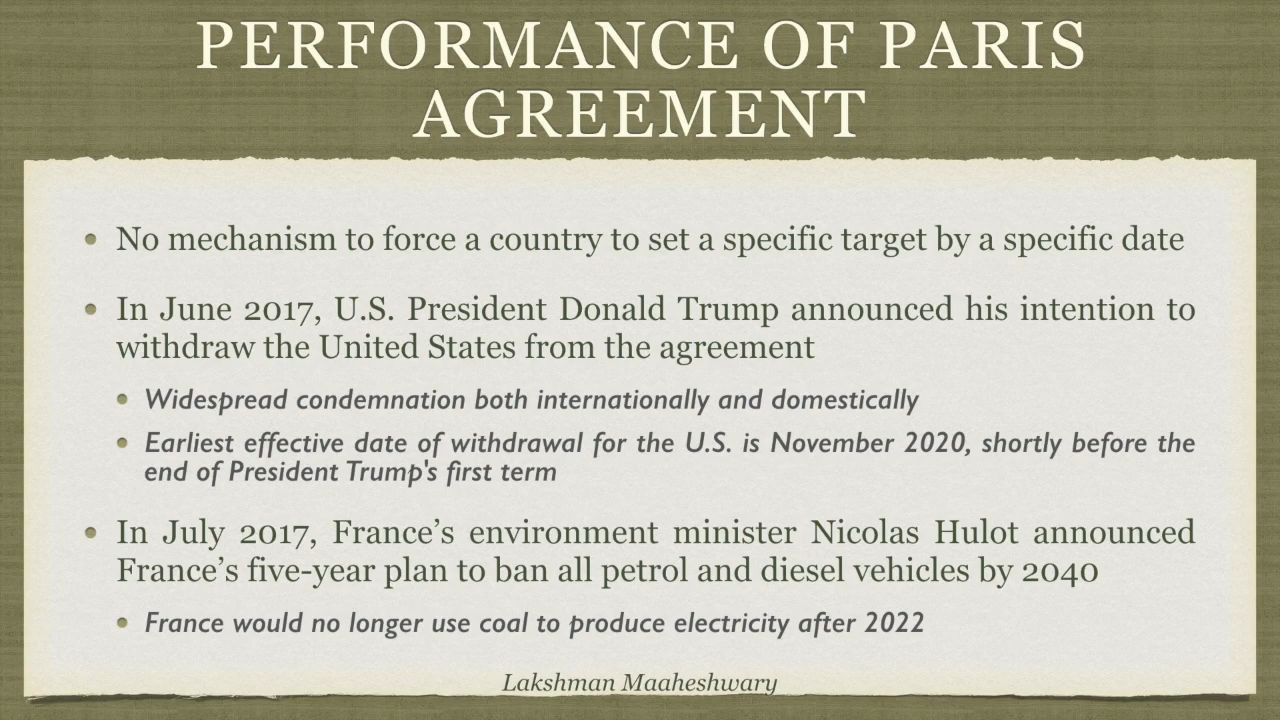 PERFORMANCE OF PARIS
AGREEMENT
No mechanism to force a country to set a specific target by a specific date
In June 2017, U.S. President Donald Trump announced his intention to
withdraw the United States from the agreement
Widespread condemnation both internationally and domestically
Earliest effective date of withdrawal for the U.S. is November 2020, shortly before the
end of President Trump's first term
In July 2017, France’s environment minister Nicolas Hulot announced
France’s five-year plan to ban all petrol and diesel vehicles by 2040
France would no longer use coal to produce electricity after 2022
Lakshman Maaheshwary